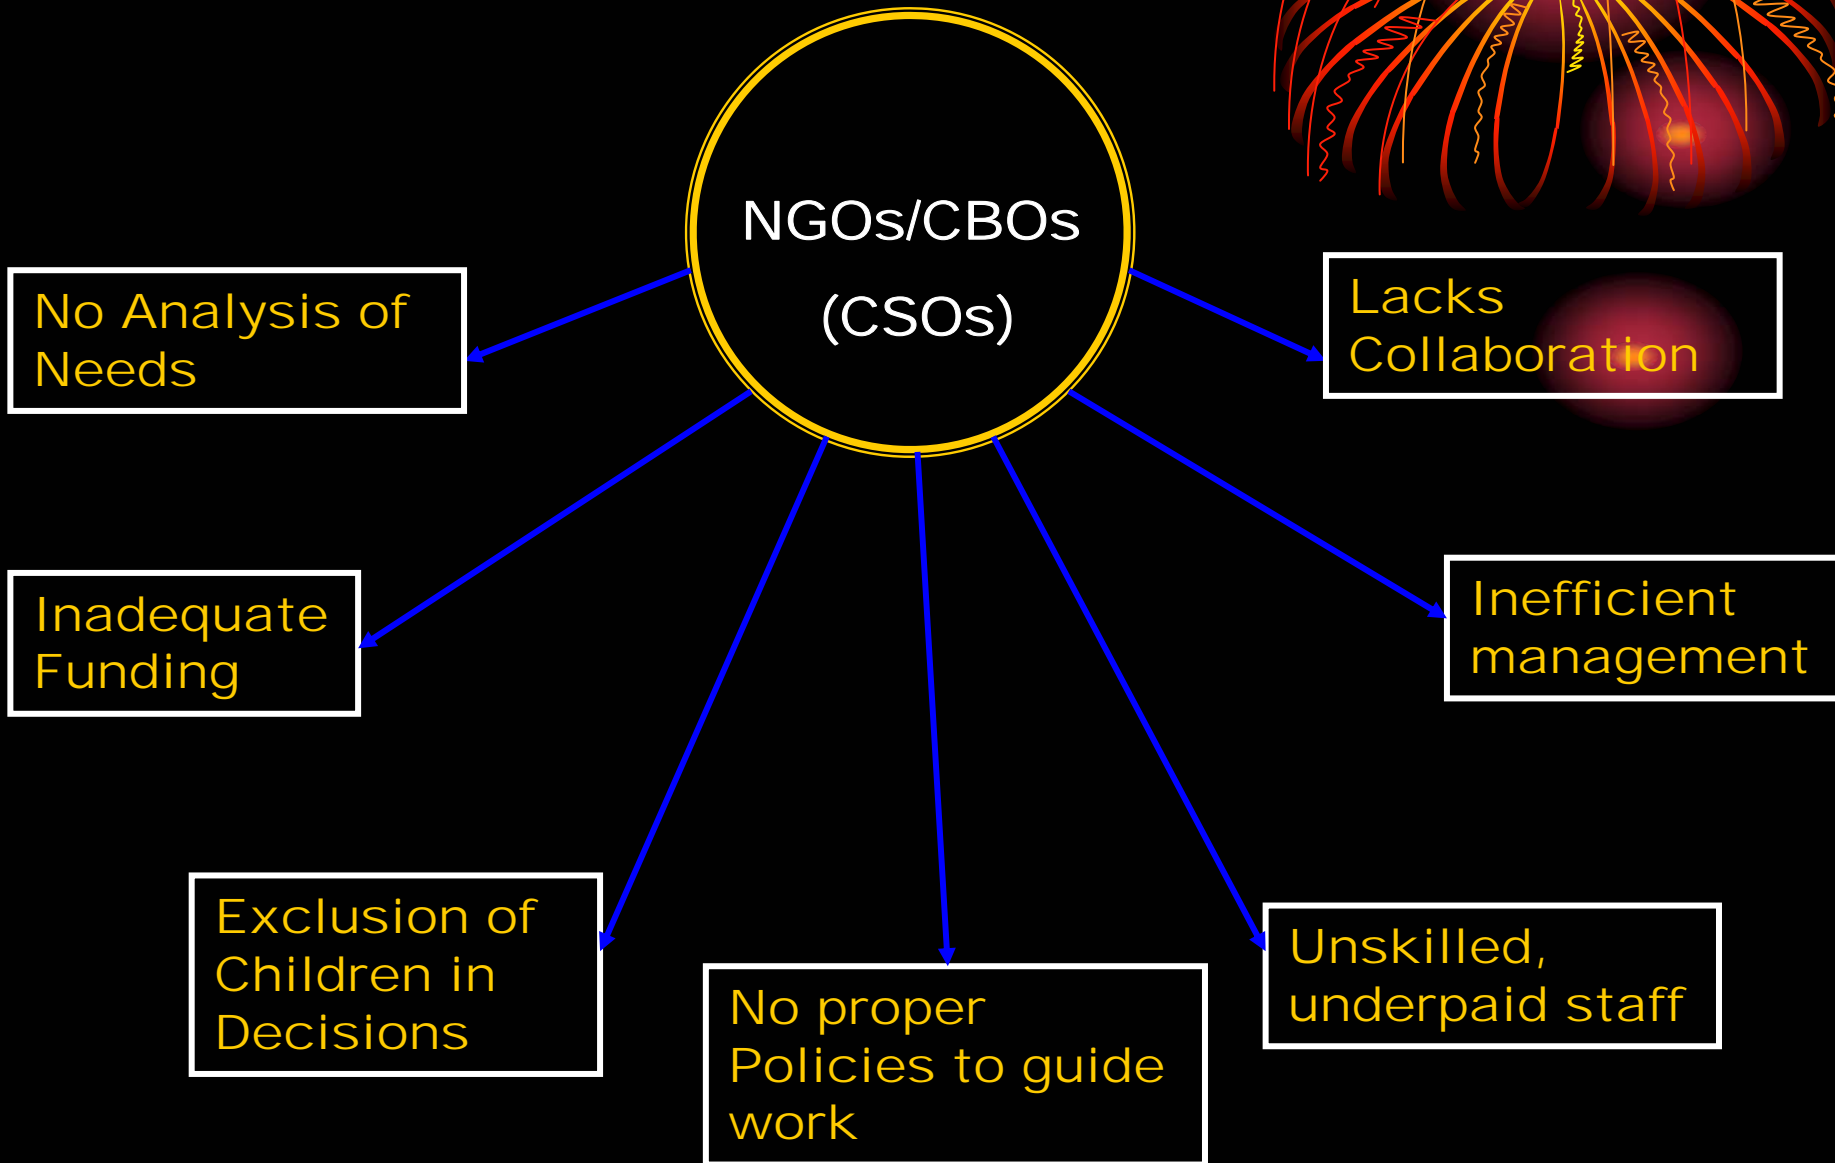 NGOs/CBOs
(CSOs)
No Analysis of
Needs
Lacks
Collaboration
Inadequate
Funding
Inefficient
management
Exclusion of
Children in
Decisions
No proper
Policies to guide
work
Unskilled,
underpaid staff